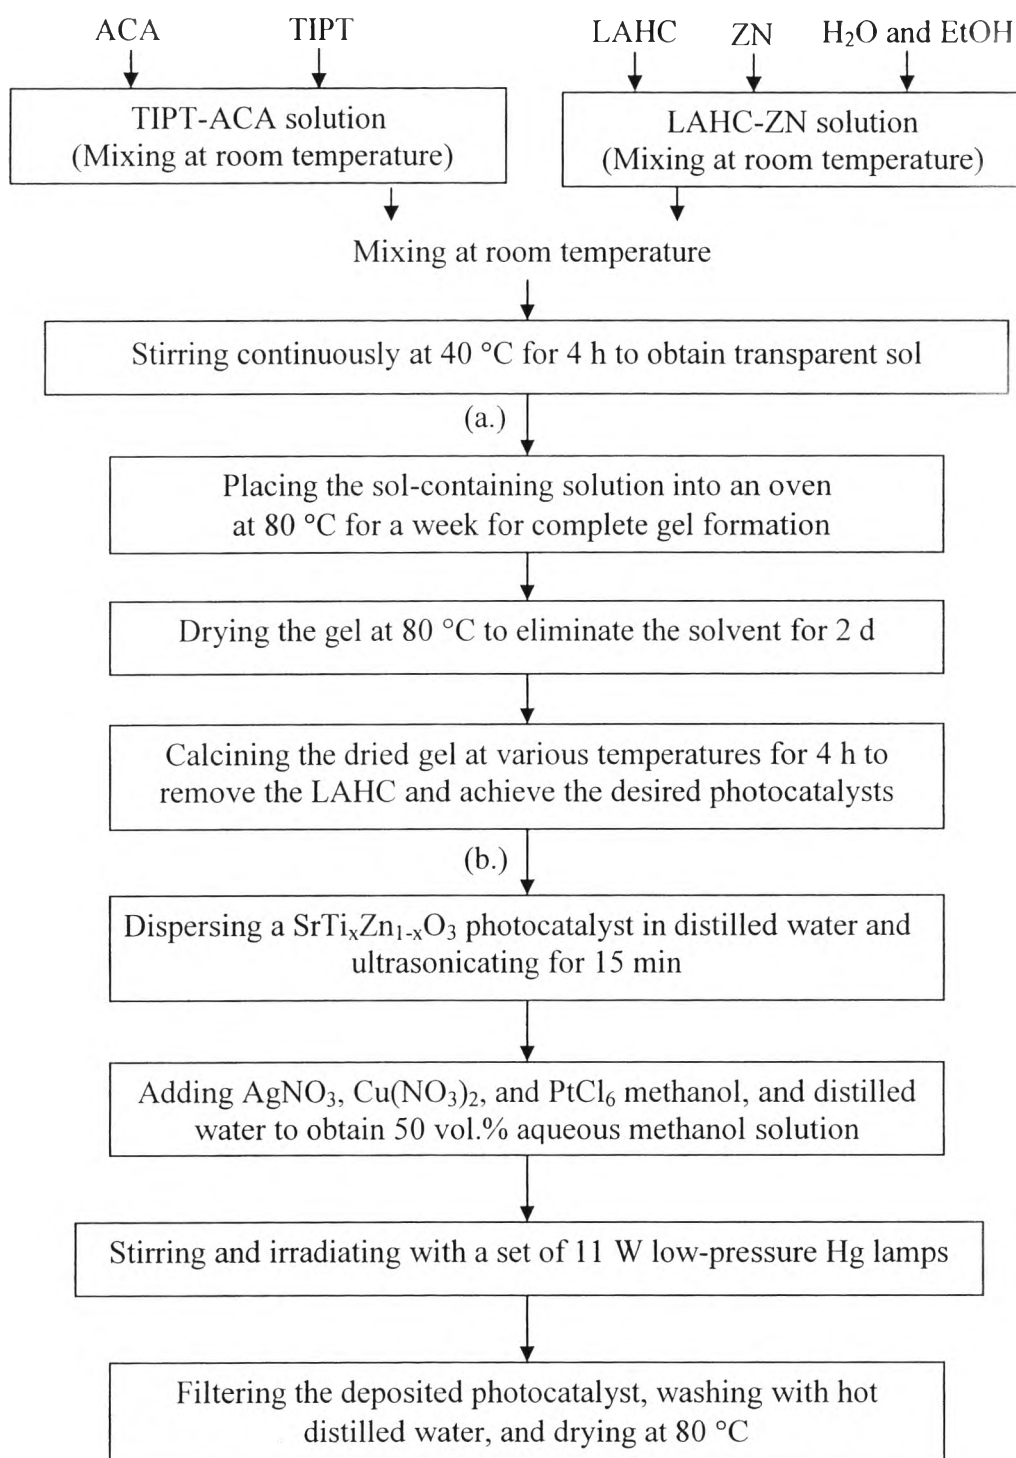 ACA TIPT LAHC ZN H₂O and EtOH
TIPT-ACA solution
(Mixing at room temperature)
LAHC-ZN solution
(Mixing at room temperature)
Mixing at room temperature
Stirring continuously at 40 °C for 4 h to obtain transparent sol
(a.)
Placing the sol-containing solution into an oven
at 80 °C for a week for complete gel formation
Drying the gel at 80 °C to eliminate the solvent for 2 d
Calcining the dried gel at various temperatures for 4 h to
remove the LAHC and achieve the desired photocatalysts
(b.)
Dispersing a SrTiₓZn₁₋ₓO₃ photocatalyst in distilled water and
ultrasonicating for 15 min
Adding AgNO₃, Cu(NO₃)₂, and PtCl₆ methanol, and distilled
water to obtain 50 vol.% aqueous methanol solution
Stirring and irradiating with a set of 11 W low-pressure Hg lamps
Filtering the deposited photocatalyst, washing with hot
distilled water, and drying at 80 °C